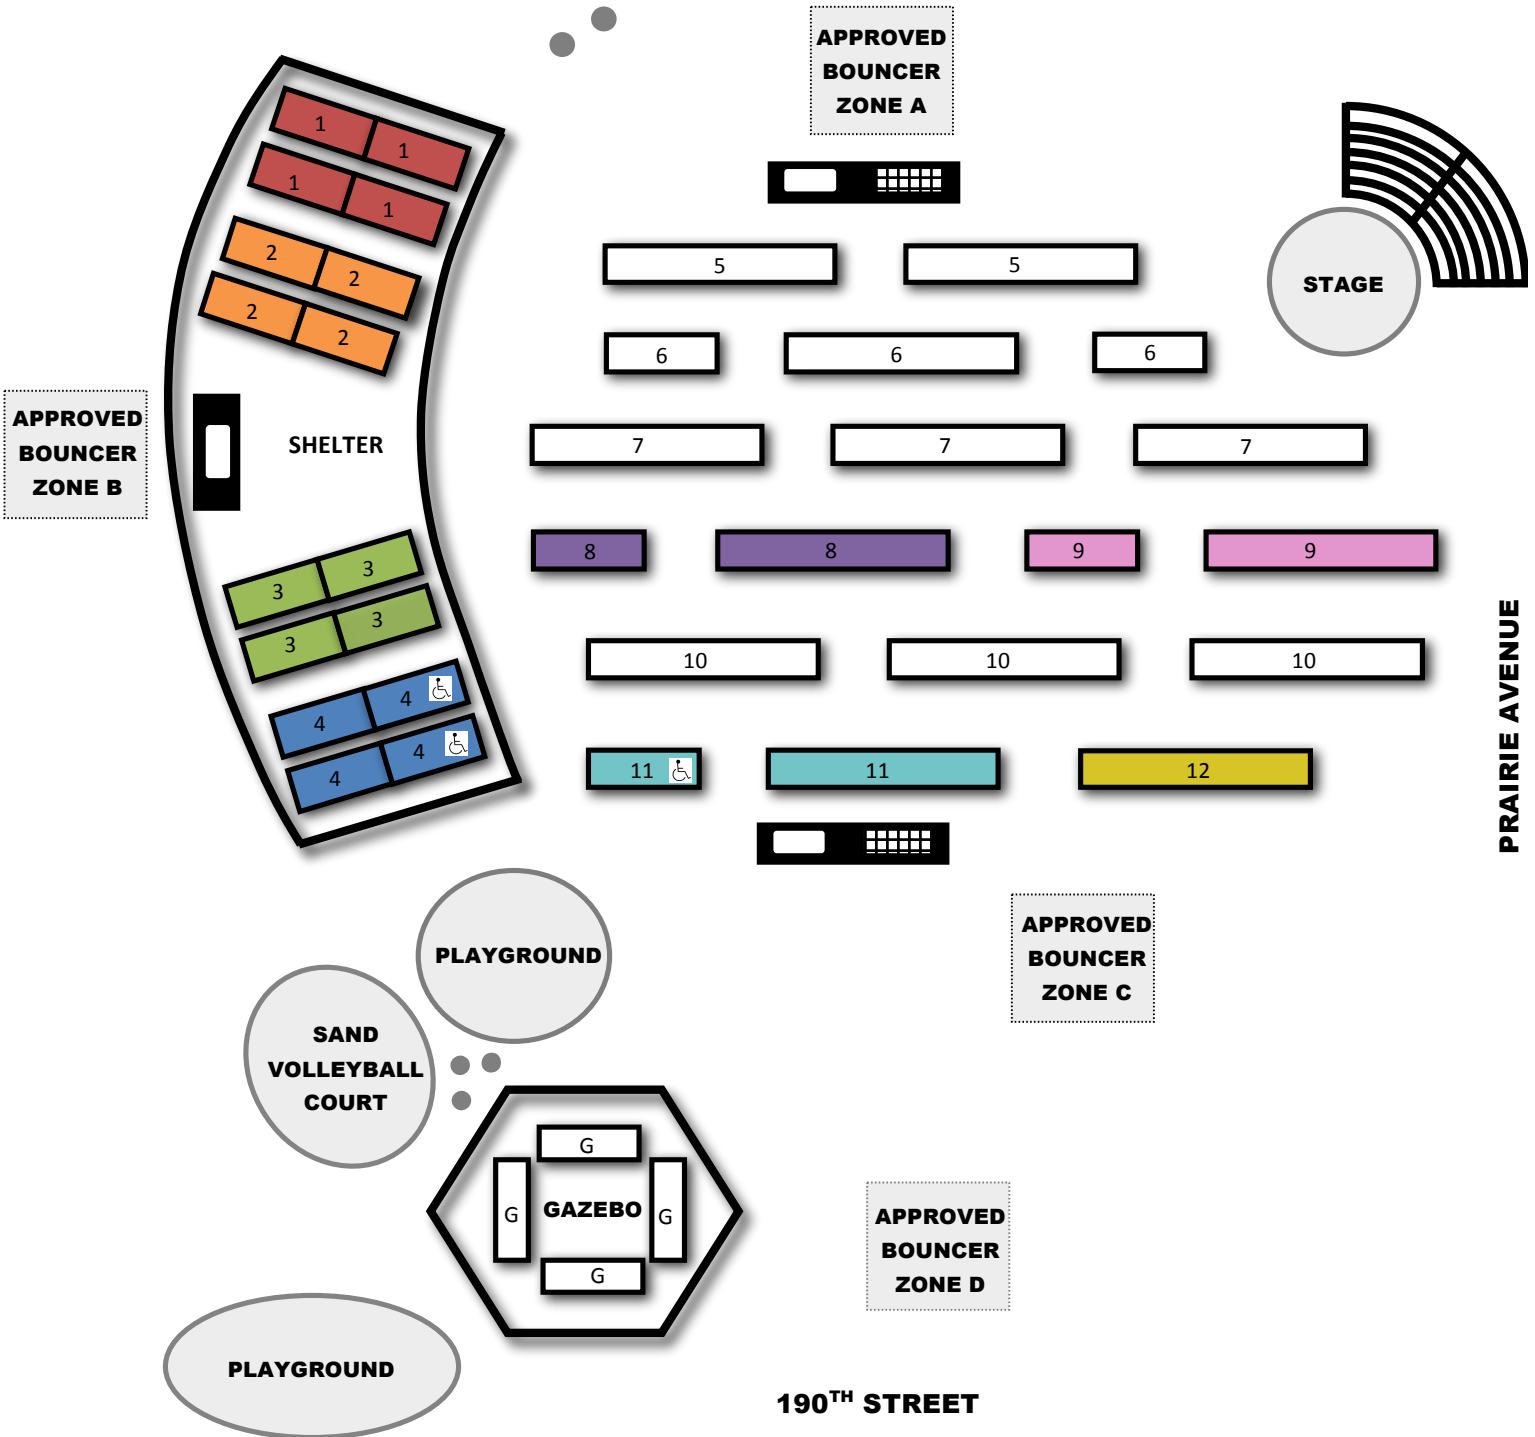 APPROVED
BOUNCER
ZONE A
1
1
1
1
2
2
2
2
5
5
STAGE
6
6
6
APPROVED
BOUNCER
ZONE B
SHELTER
7
7
7
8
8
9
9
3
3
3
3
10
10
10
4
4
4
4
11
11
12
PRAIRIE AVENUE
PLAYGROUND
APPROVED
BOUNCER
ZONE C
SAND
VOLLEYBALL
COURT
G
G
GAZEBO
G
G
APPROVED
BOUNCER
ZONE D
PLAYGROUND
190TH STREET